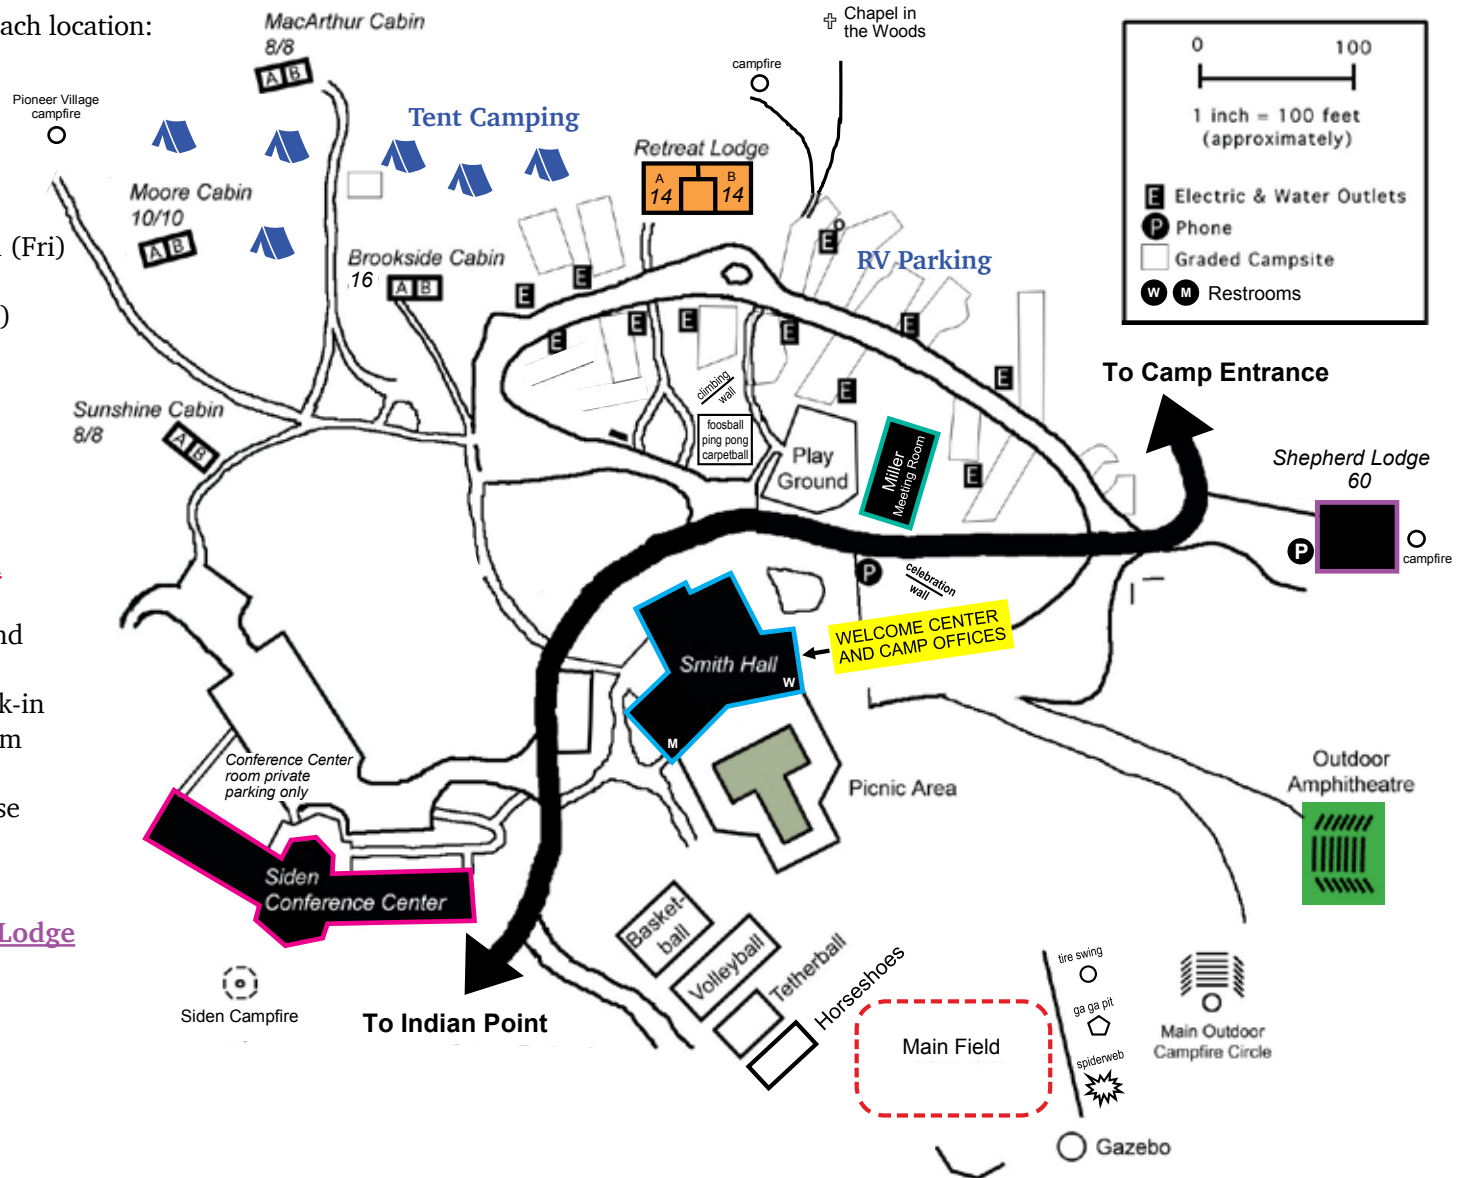 ach location:
(Fri)
)
nd
k-in
m
se
Lodge
MacArthur Cabin
8/8
A B
Pioneer Village
campfire
Tent Camping
Moore Cabin
10/10
A B
Brookside Cabin
16
A B
Sunshine Cabin
8/8
A B
Retreat Lodge
A
14
B
14
campfire
Chapel in
the Woods
RV Parking
E
E
E
E
E
E
E
E
E
E
E
0 100
1 inch = 100 feet
(approximately)
E Electric & Water Outlets
P Phone
Graded Campsite
W M Restrooms
To Camp Entrance
climbing
wall
foosball
ping pong
carpetball
Play
Ground
Miller
Meeting Room
Shepherd Lodge
60
P
campfire
P
celebration
wall
WELCOME CENTER
AND CAMP OFFICES
Smith Hall
W
M
Picnic Area
Conference Center
room private
parking only
Siden
Conference Center
Siden Campfire
To Indian Point
Basket-
ball
Volleyball
Tetherball
Horseshoes
Main Field
Outdoor
Amphitheatre
tire swing
ga ga pit
spiderweb
Main Outdoor
Campfire Circle
Gazebo